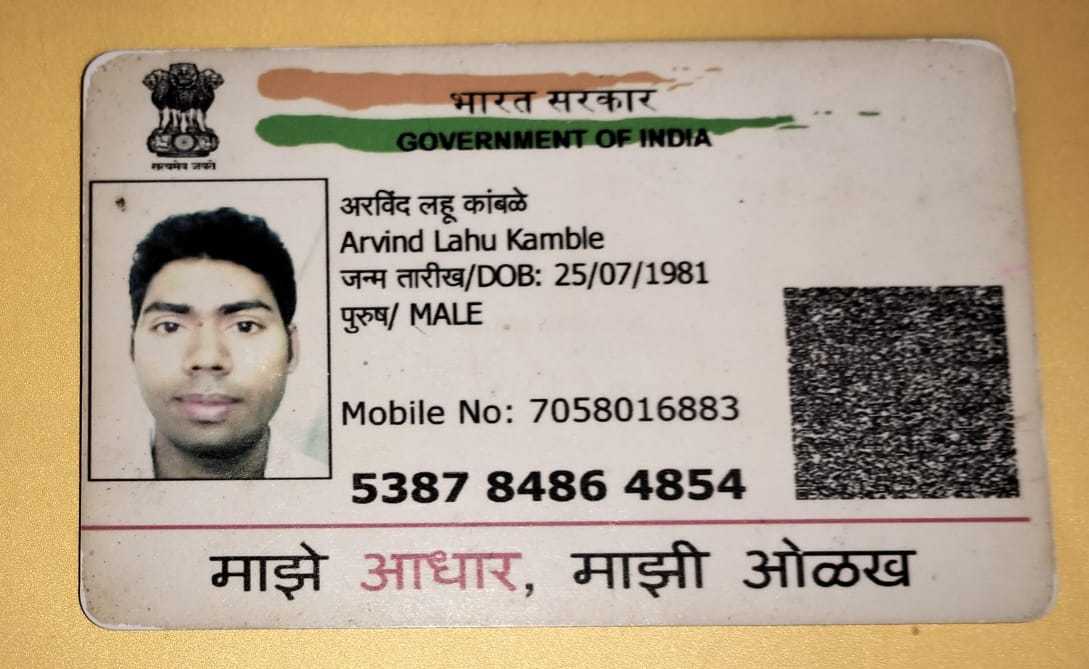 भारत सरकार
GOVERNMENT OF INDIA
सत्यमेव जयते
अरविंद लहू कांबळे
Arvind Lahu Kamble
जन्म तारीख/DOB: 25/07/1981
पुरुष/ MALE
Mobile No: 7058016883
5387 8486 4854
माझे आधार, माझी ओळख